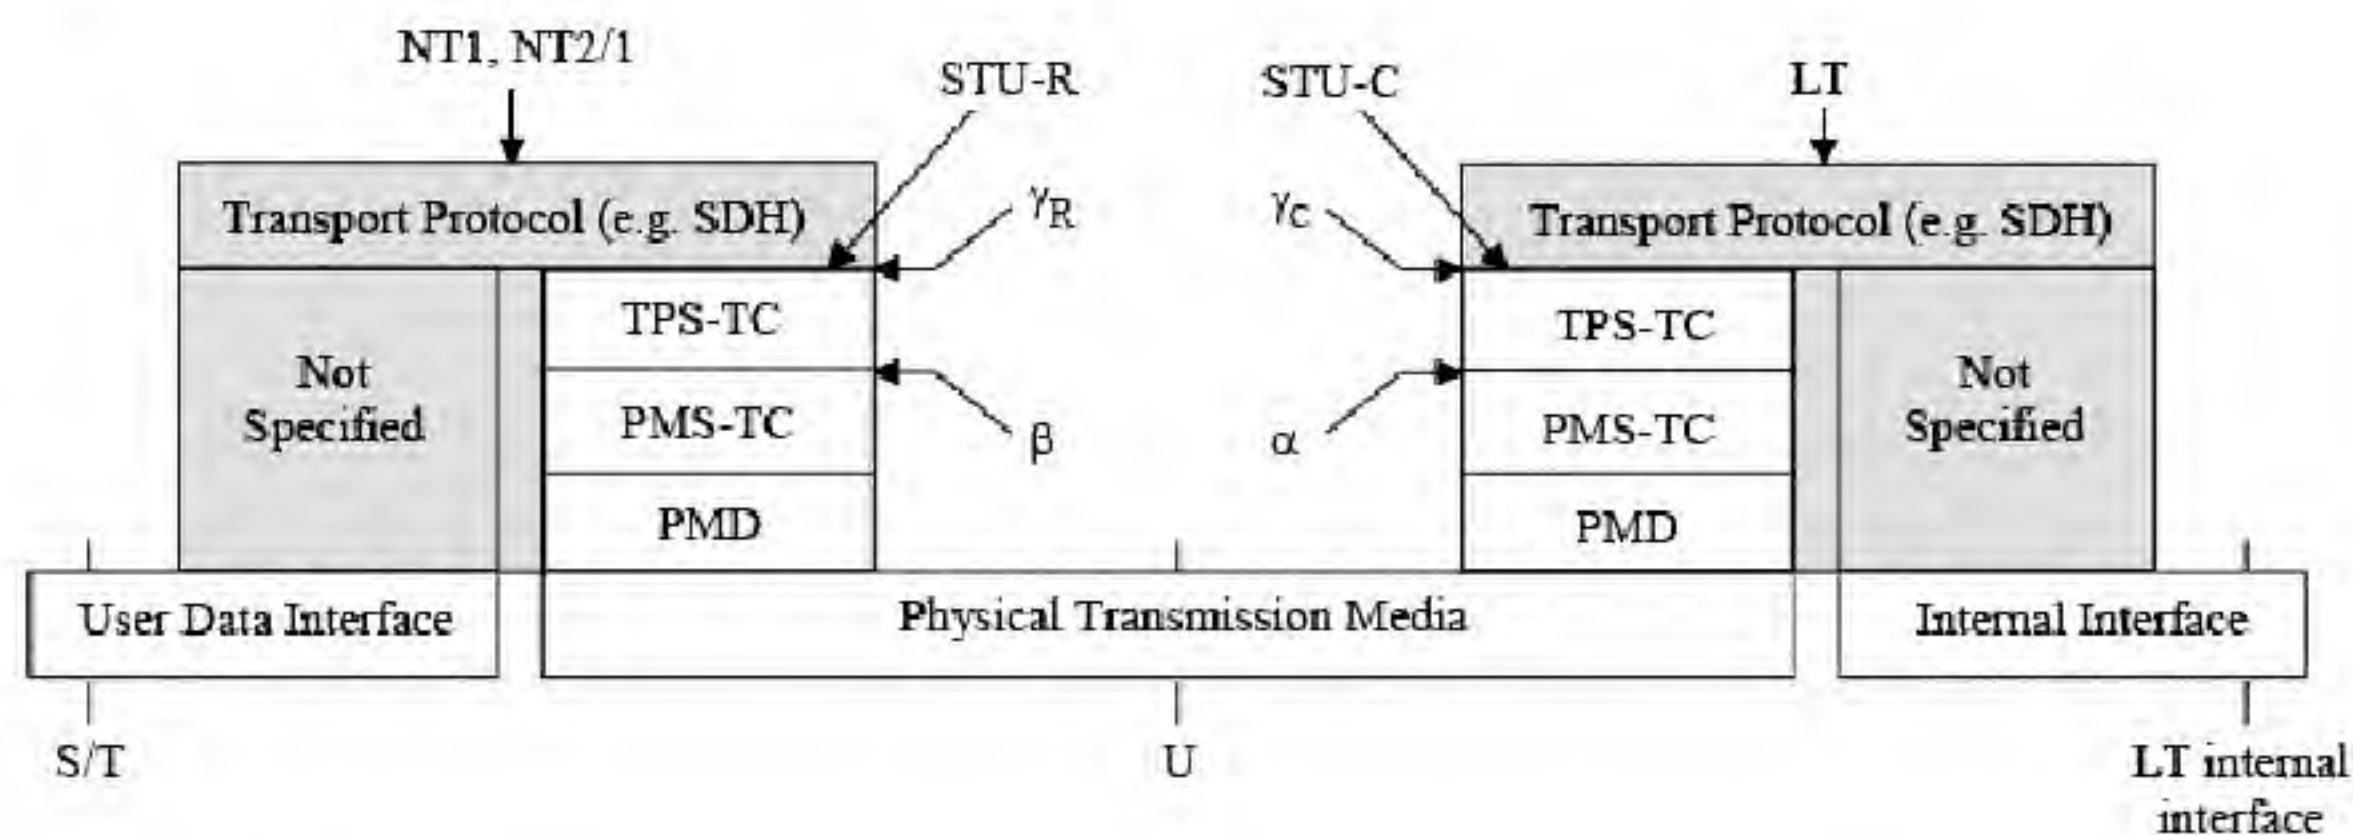 NT1, NT2/1
STU-R
STU-C
LT
Transport Protocol (e.g. SDH)
γR
γC
Transport Protocol (e.g. SDH)
Not
Specified
TPS-TC
PMS-TC
PMD
β
α
TPS-TC
PMS-TC
PMD
Not
Specified
User Data Interface
Physical Transmission Media
Internal Interface
S/T
U
LT internal
interface